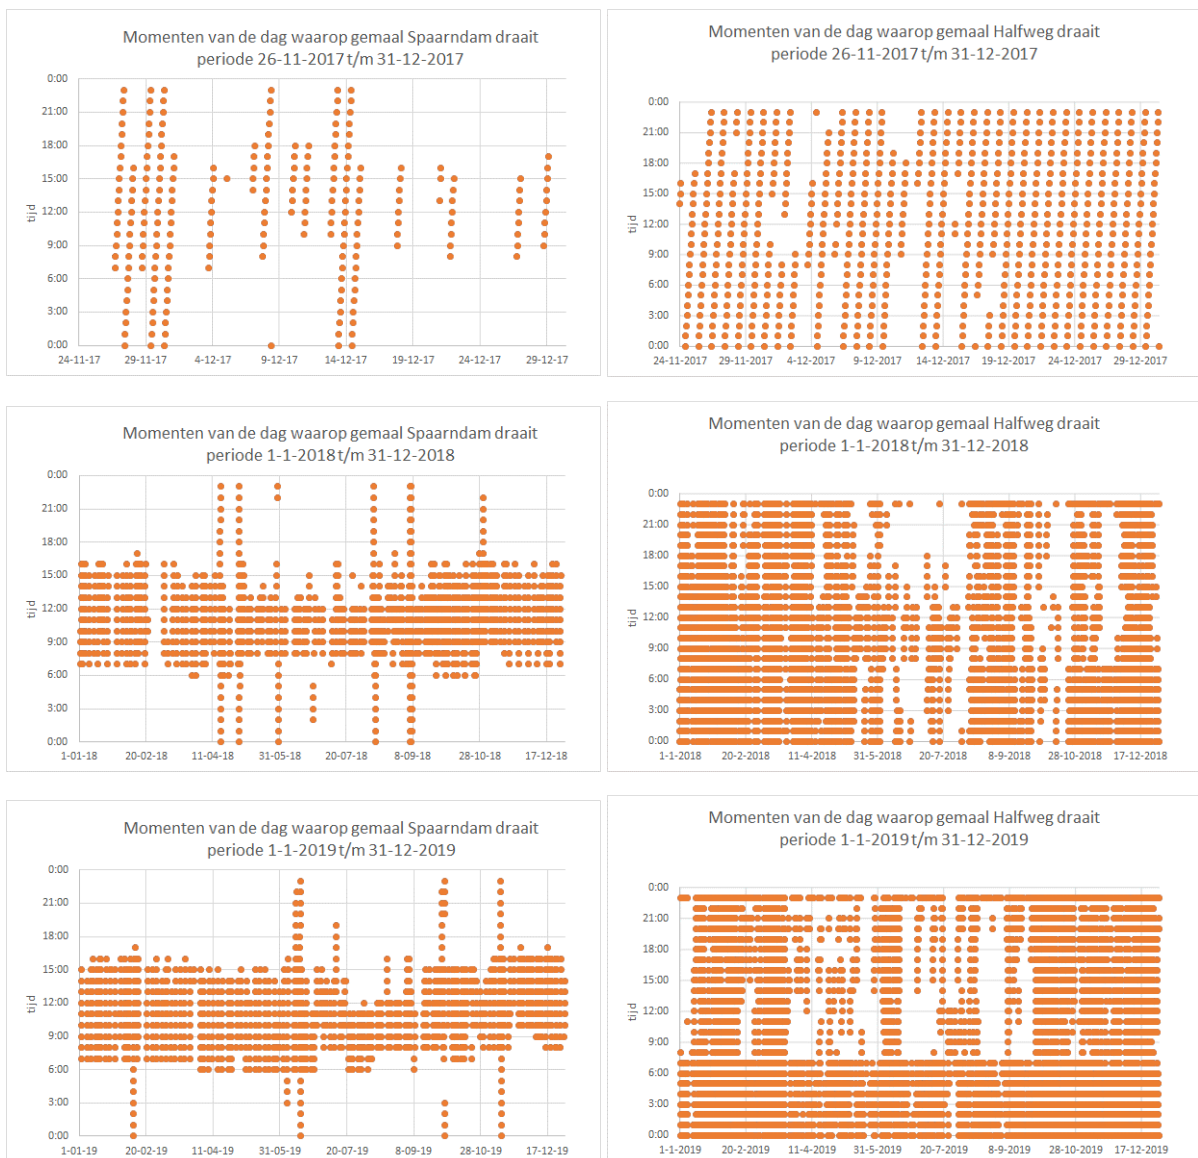 Momenten van de dag waarop gemaal Spaarndam draait
periode 26-11-2017 t/m 31-12-2017
0:00
21:00
18:00
15:00
12:00
9:00
6:00
3:00
0:00
tijd
24-11-17 29-11-17 4-12-17 9-12-17 14-12-17 19-12-17 24-12-17 29-12-17
Momenten van de dag waarop gemaal Halfweg draait
periode 26-11-2017 t/m 31-12-2017
0:00
21:00
18:00
15:00
12:00
9:00
6:00
3:00
0:00
tijd
24-11-2017 29-11-2017 4-12-2017 9-12-2017 14-12-2017 19-12-2017 24-12-2017 29-12-2017
Momenten van de dag waarop gemaal Spaarndam draait
periode 1-1-2018 t/m 31-12-2018
0:00
21:00
18:00
15:00
12:00
9:00
6:00
3:00
0:00
tijd
1-01-18 20-02-18 11-04-18 31-05-18 20-07-18 8-09-18 28-10-18 17-12-18
Momenten van de dag waarop gemaal Halfweg draait
periode 1-1-2018 t/m 31-12-2018
0:00
21:00
18:00
15:00
12:00
9:00
6:00
3:00
0:00
tijd
1-1-2018 20-2-2018 11-4-2018 31-5-2018 20-7-2018 8-9-2018 28-10-2018 17-12-2018
Momenten van de dag waarop gemaal Spaarndam draait
periode 1-1-2019 t/m 31-12-2019
0:00
21:00
18:00
15:00
12:00
9:00
6:00
3:00
0:00
tijd
1-01-19 20-02-19 11-04-19 31-05-19 20-07-19 8-09-19 28-10-19 17-12-19
Momenten van de dag waarop gemaal Halfweg draait
periode 1-1-2019 t/m 31-12-2019
0:00
21:00
18:00
15:00
12:00
9:00
6:00
3:00
0:00
tijd
1-1-2019 20-2-2019 11-4-2019 31-5-2019 20-7-2019 8-9-2019 28-10-2019 17-12-2019